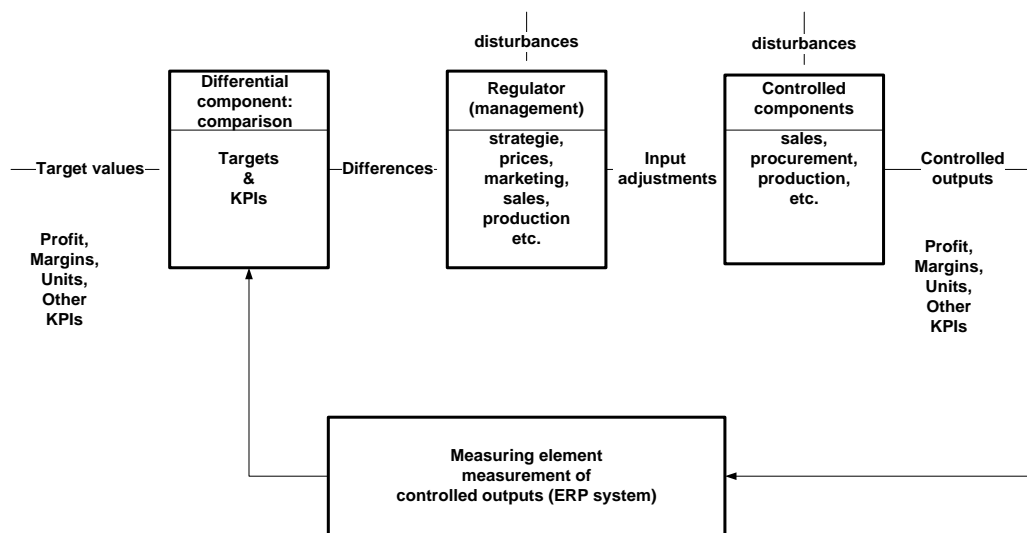 disturbances
disturbances
Differential
component:
comparison
Targets
&
KPIs
Regulator
(management)
strategie,
prices,
marketing,
sales,
production
etc.
Controlled
components
sales,
procurement,
production,
etc.
Target values
Differences
Input
adjustments
Controlled
outputs
Profit,
Margins,
Units,
Other
KPIs
Profit,
Margins,
Units,
Other
KPIs
Measuring element
measurement of
controlled outputs (ERP system)